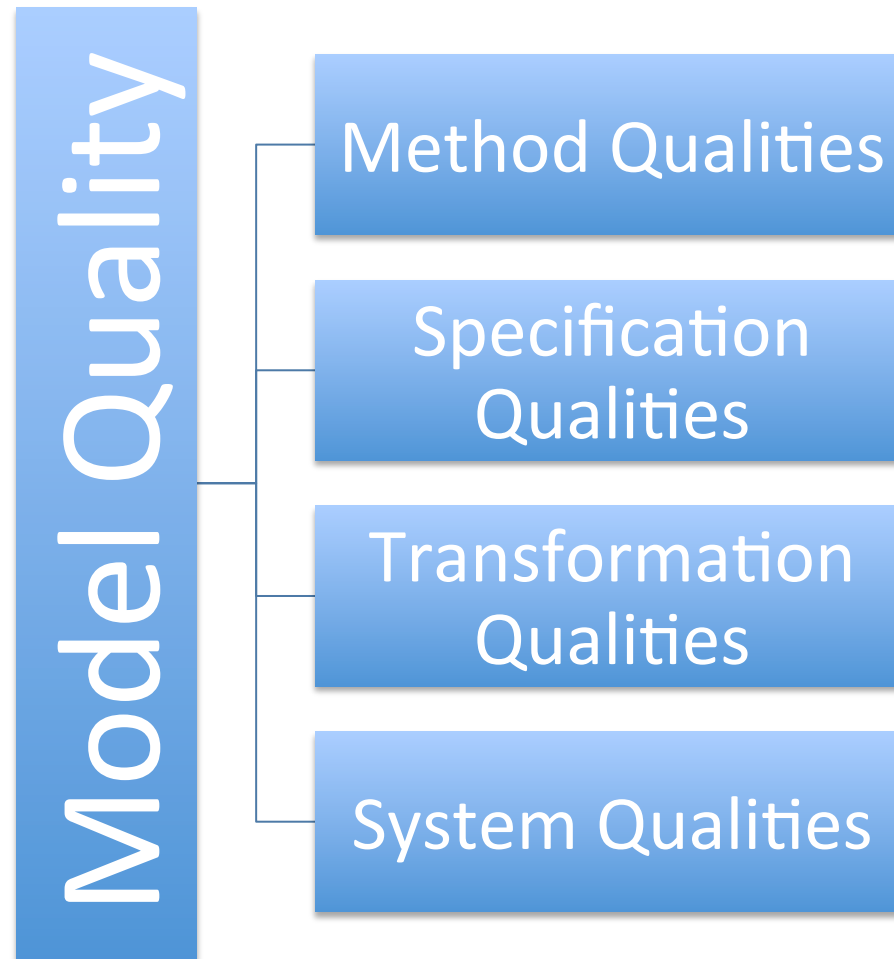 Model Quality
Method Qualities
Specification
Qualities
Transformation
Qualities
System Qualities